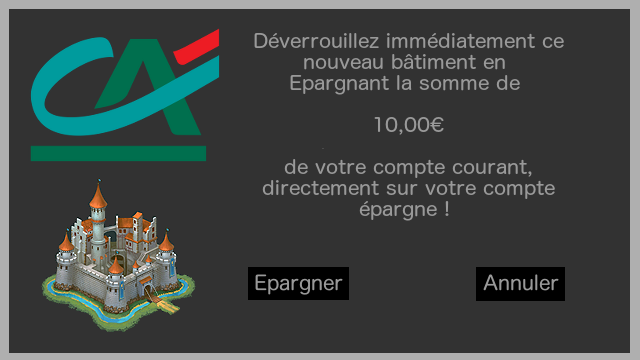 CA
Déverrouillez immédiatement ce
nouveau bâtiment en
Epargnant la somme de
10,00€
de votre compte courant,
directement sur votre compte
épargne !
Epargner
Annuler